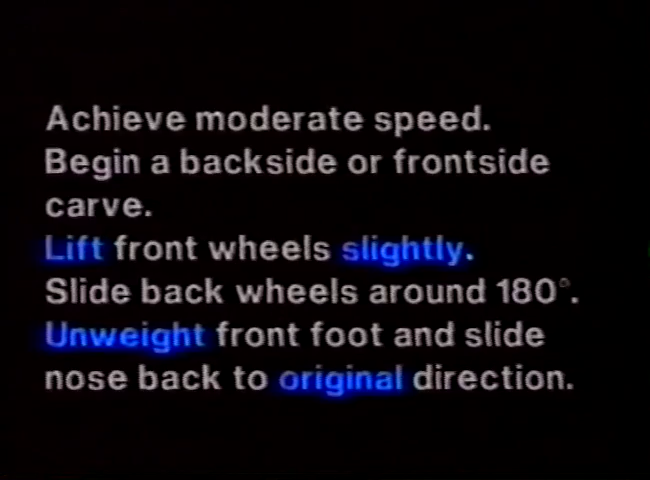 Achieve moderate speed.
Begin a backside or frontside
carve.
Lift front wheels slightly.
Slide back wheels around 180°.
Unweight front foot and slide
nose back to original direction.